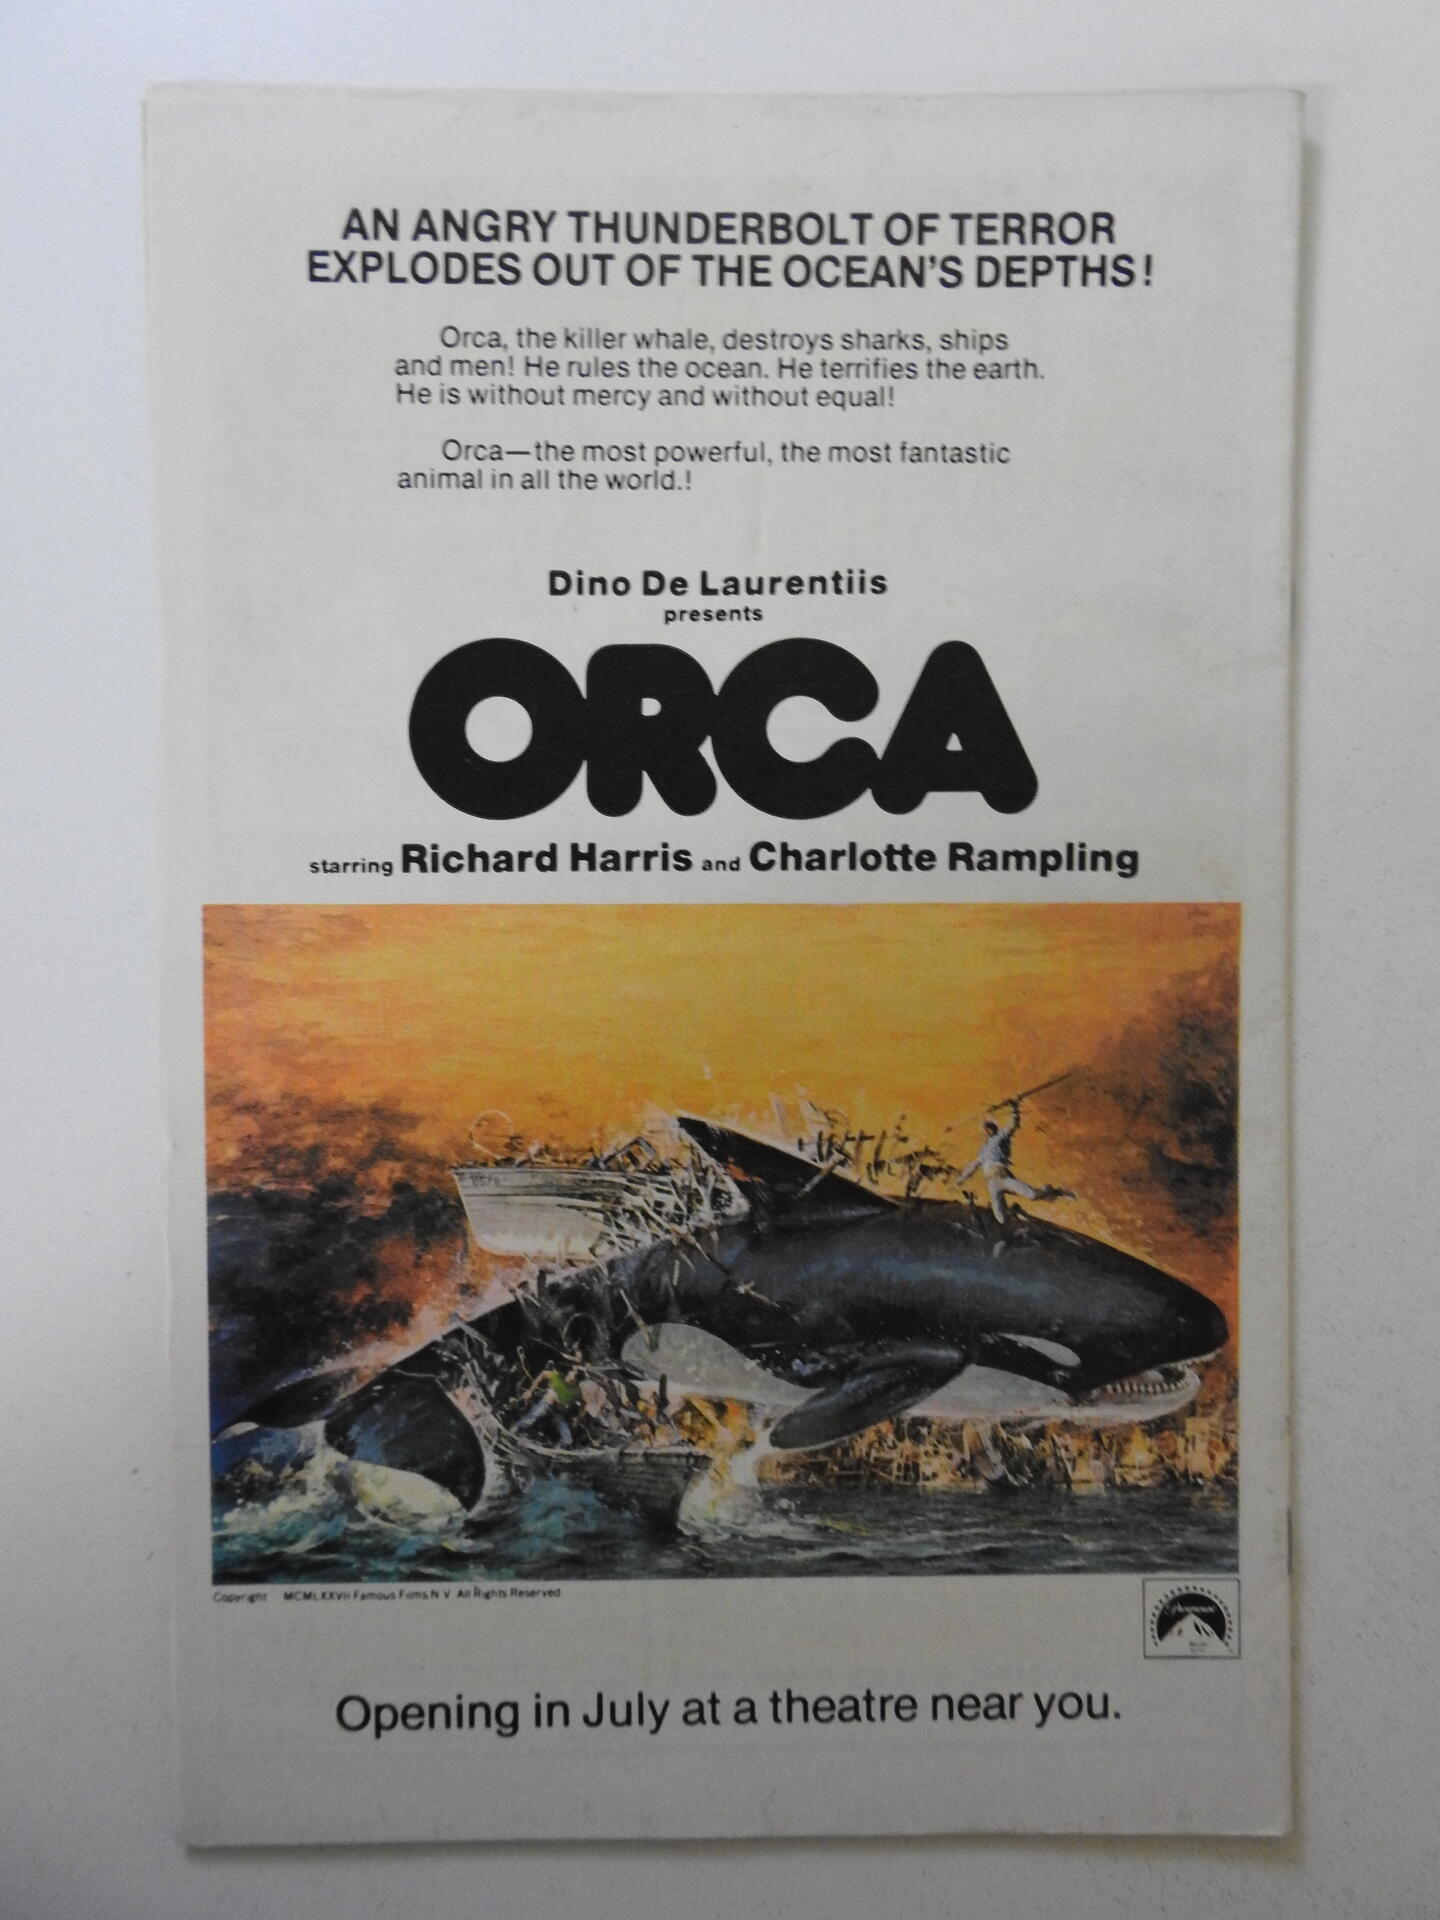 AN ANGRY THUNDERBOLT OF TERROR
EXPLODES OUT OF THE OCEAN'S DEPTHS!
Orca, the killer whale, destroys sharks, ships
and men! He rules the ocean. He terrifies the earth.
He is without mercy and without equal!
Orca—the most powerful, the most fantastic
animal in all the world.!
Dino De Laurentiis
presents
ORCA
starring Richard Harris and Charlotte Rampling
Copyright MCMLXXVII Famous Films N V All Rights Reserved
Paramount
Opening in July at a theatre near you.